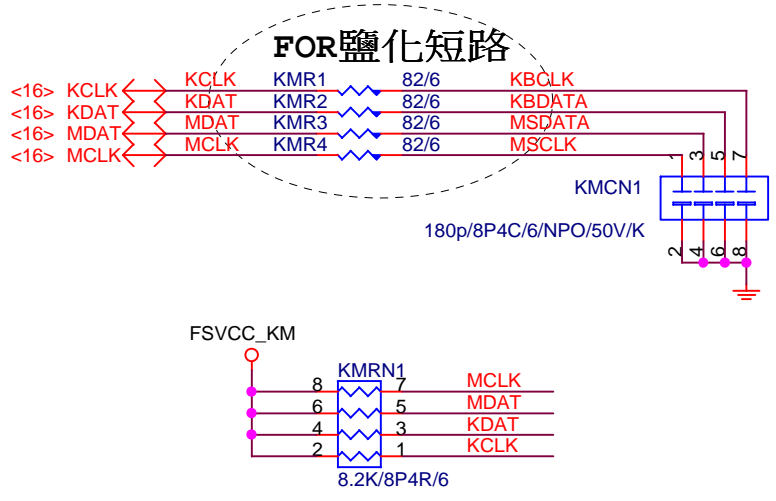 FOR鹽化短路
<16> KCLK KCLK KMR1 82/6 KBCLK
<16> KDAT KDAT KMR2 82/6 KBDATA
<16> MDAT MDAT KMR3 82/6 MSDATA
<16> MCLK MCLK KMR4 82/6 MSCLK
1 3 5 7
KMCN1
180p/8P4C/6/NPO/50V/K
2 4 6 8
FSVCC_KM
KMRN1
8 7 MCLK
6 5 MDAT
4 3 KDAT
2 1 KCLK
8.2K/8P4R/6